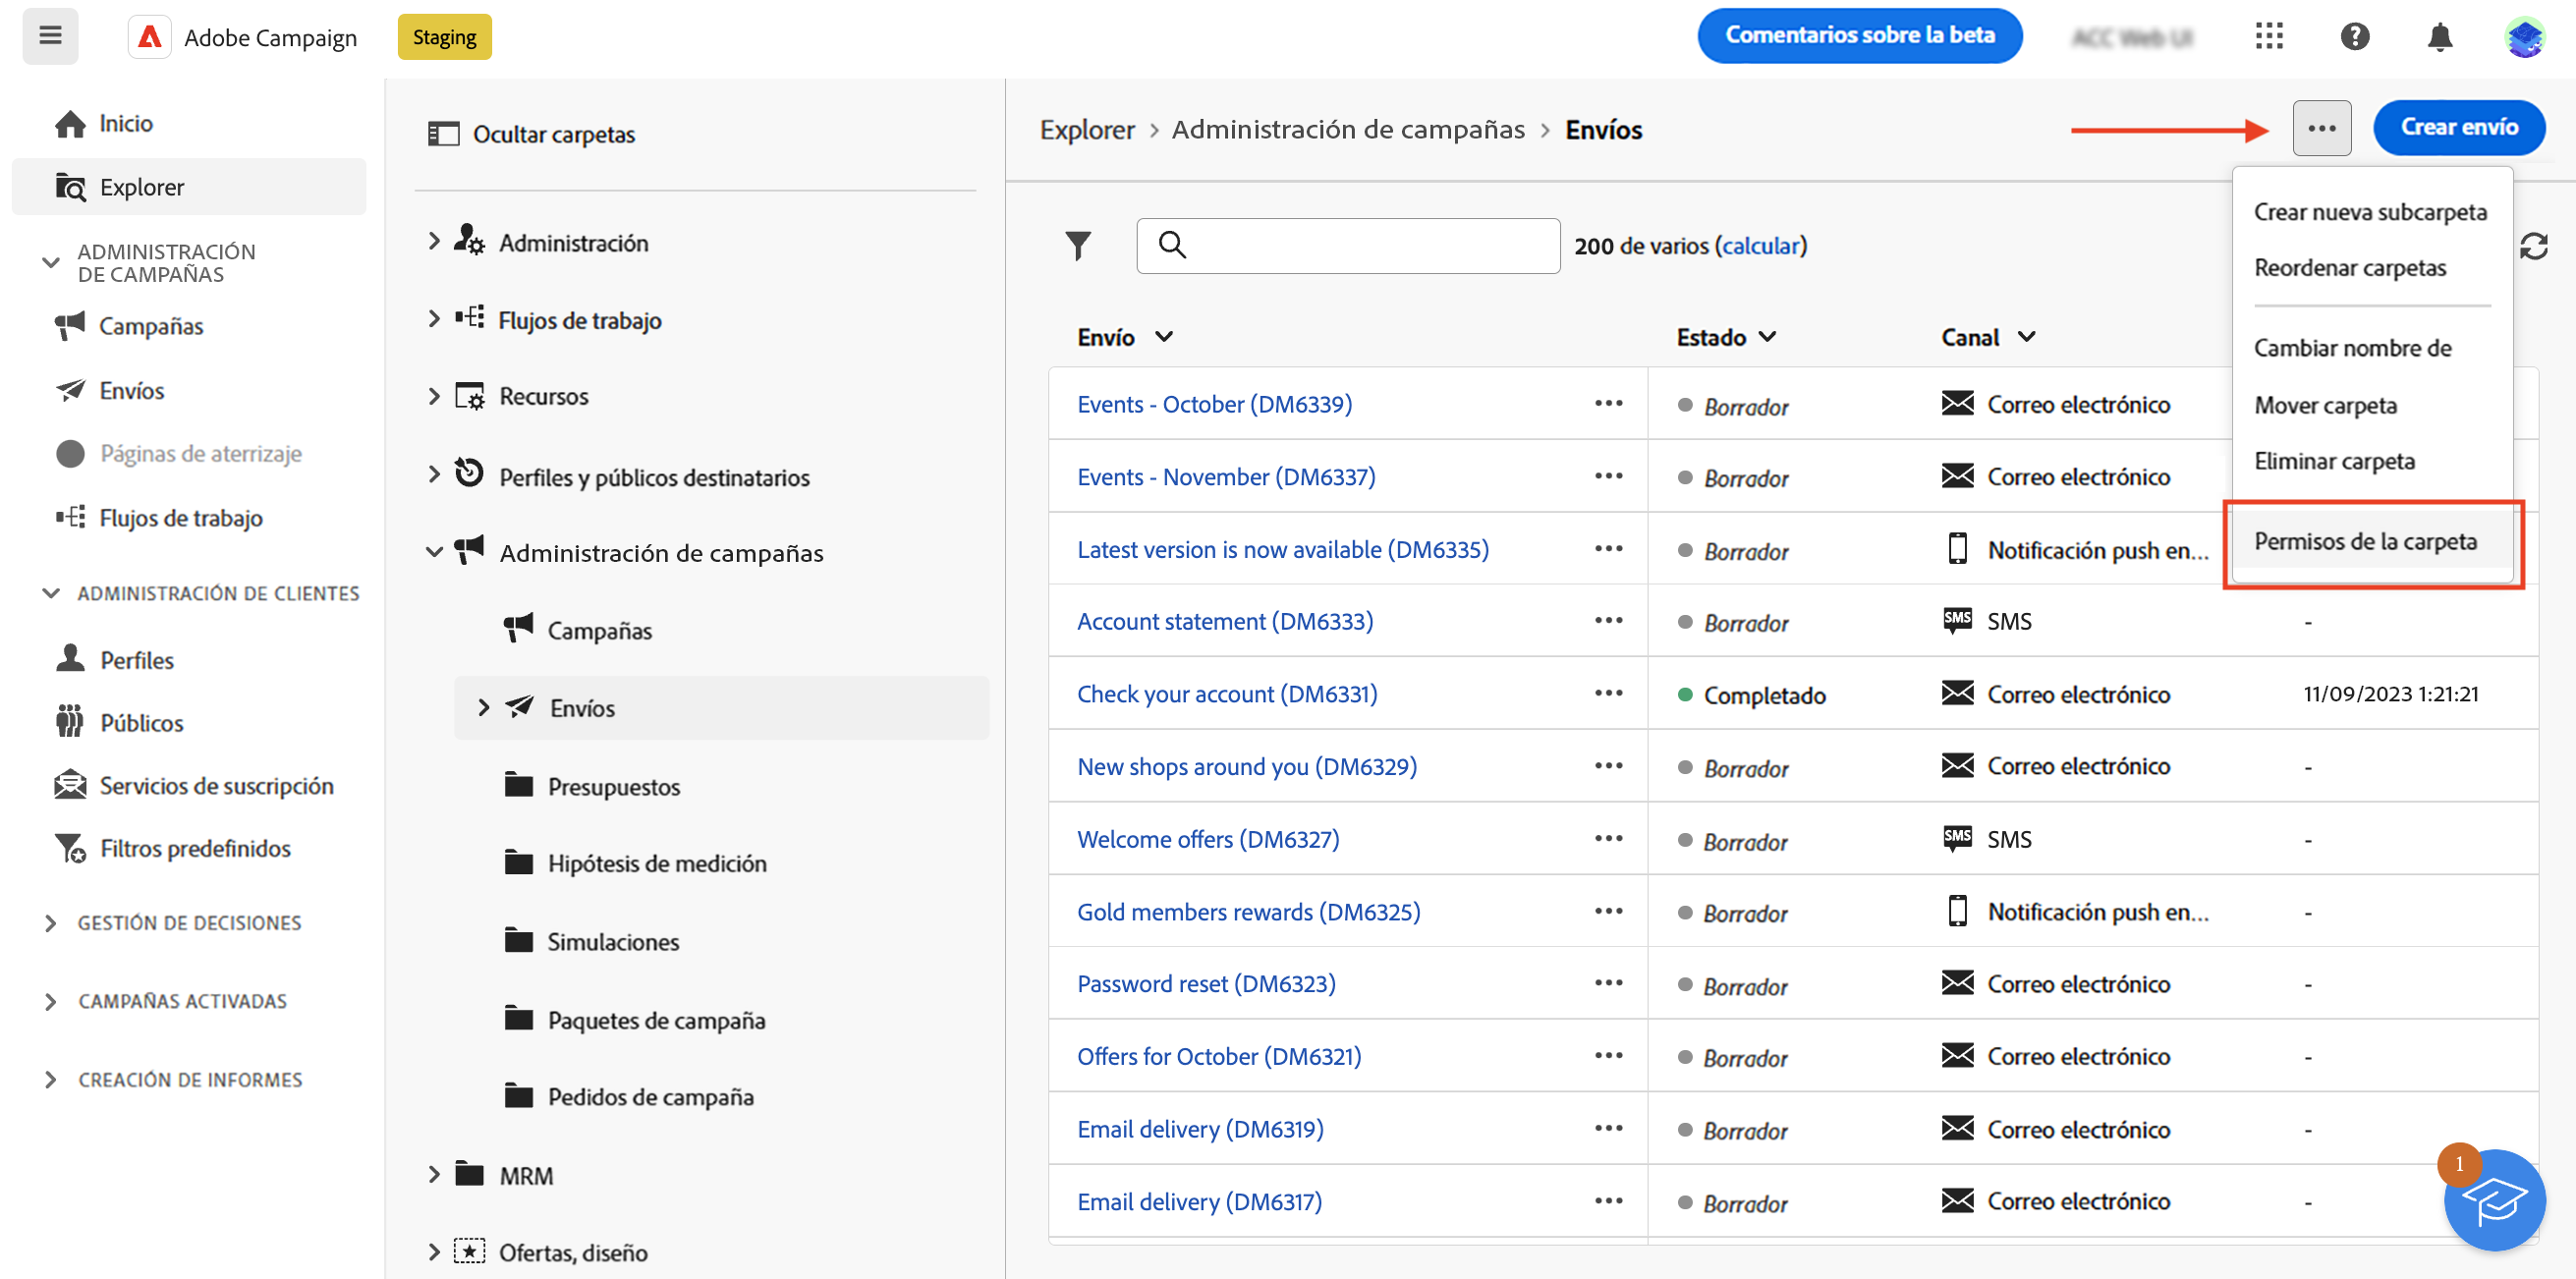 Adobe Campaign
Staging
Comentarios sobre la beta
Inicio
Explorer
ADMINISTRACIÓN
DE CAMPAÑAS
Campañas
Envíos
Páginas de aterrizaje
Flujos de trabajo
ADMINISTRACIÓN DE CLIENTES
Perfiles
Públicos
Servicios de suscripción
Filtros predefinidos
GESTIÓN DE DECISIONES
CAMPAÑAS ACTIVADAS
CREACIÓN DE INFORMES
Ocultar carpetas
Administración
Flujos de trabajo
Recursos
Perfiles y públicos destinatarios
Administración de campañas
Campañas
Envíos
Presupuestos
Hipótesis de medición
Simulaciones
Paquetes de campaña
Pedidos de campaña
MRM
Ofertas, diseño
Explorer > Administración de campañas > Envíos
Crear envío
200 de varios (calcular)
Crear nueva subcarpeta
Reordenar carpetas
Cambiar nombre de
Mover carpeta
Eliminar carpeta
Permisos de la carpeta
Envío Estado Canal
Events - October (DM6339) Borrador Correo electrónico
Events - November (DM6337) Borrador Correo electrónico
Latest version is now available (DM6335) Borrador Notificación push en...
Account statement (DM6333) Borrador SMS SMS -
Check your account (DM6331) Completado Correo electrónico 11/09/2023 1:21:21
New shops around you (DM6329) Borrador Correo electrónico -
Welcome offers (DM6327) Borrador SMS SMS -
Gold members rewards (DM6325) Borrador Notificación push en... -
Password reset (DM6323) Borrador Correo electrónico -
Offers for October (DM6321) Borrador Correo electrónico -
Email delivery (DM6319) Borrador Correo electrónico -
Email delivery (DM6317) Borrador Correo electrónico -
1